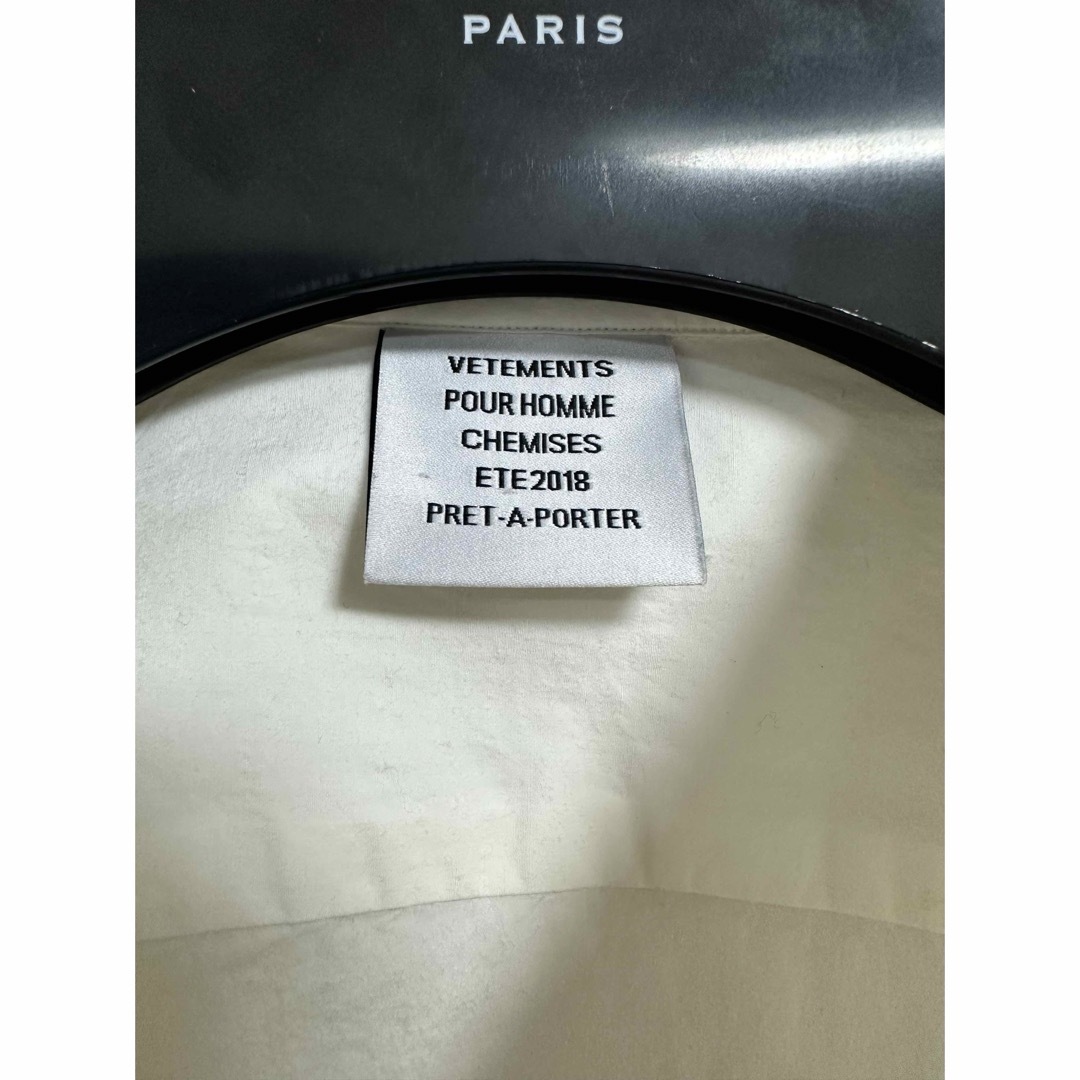 PARIS
VETEMENTS
POUR HOMME
CHEMISES
ETE2018
PRET-A-PORTER